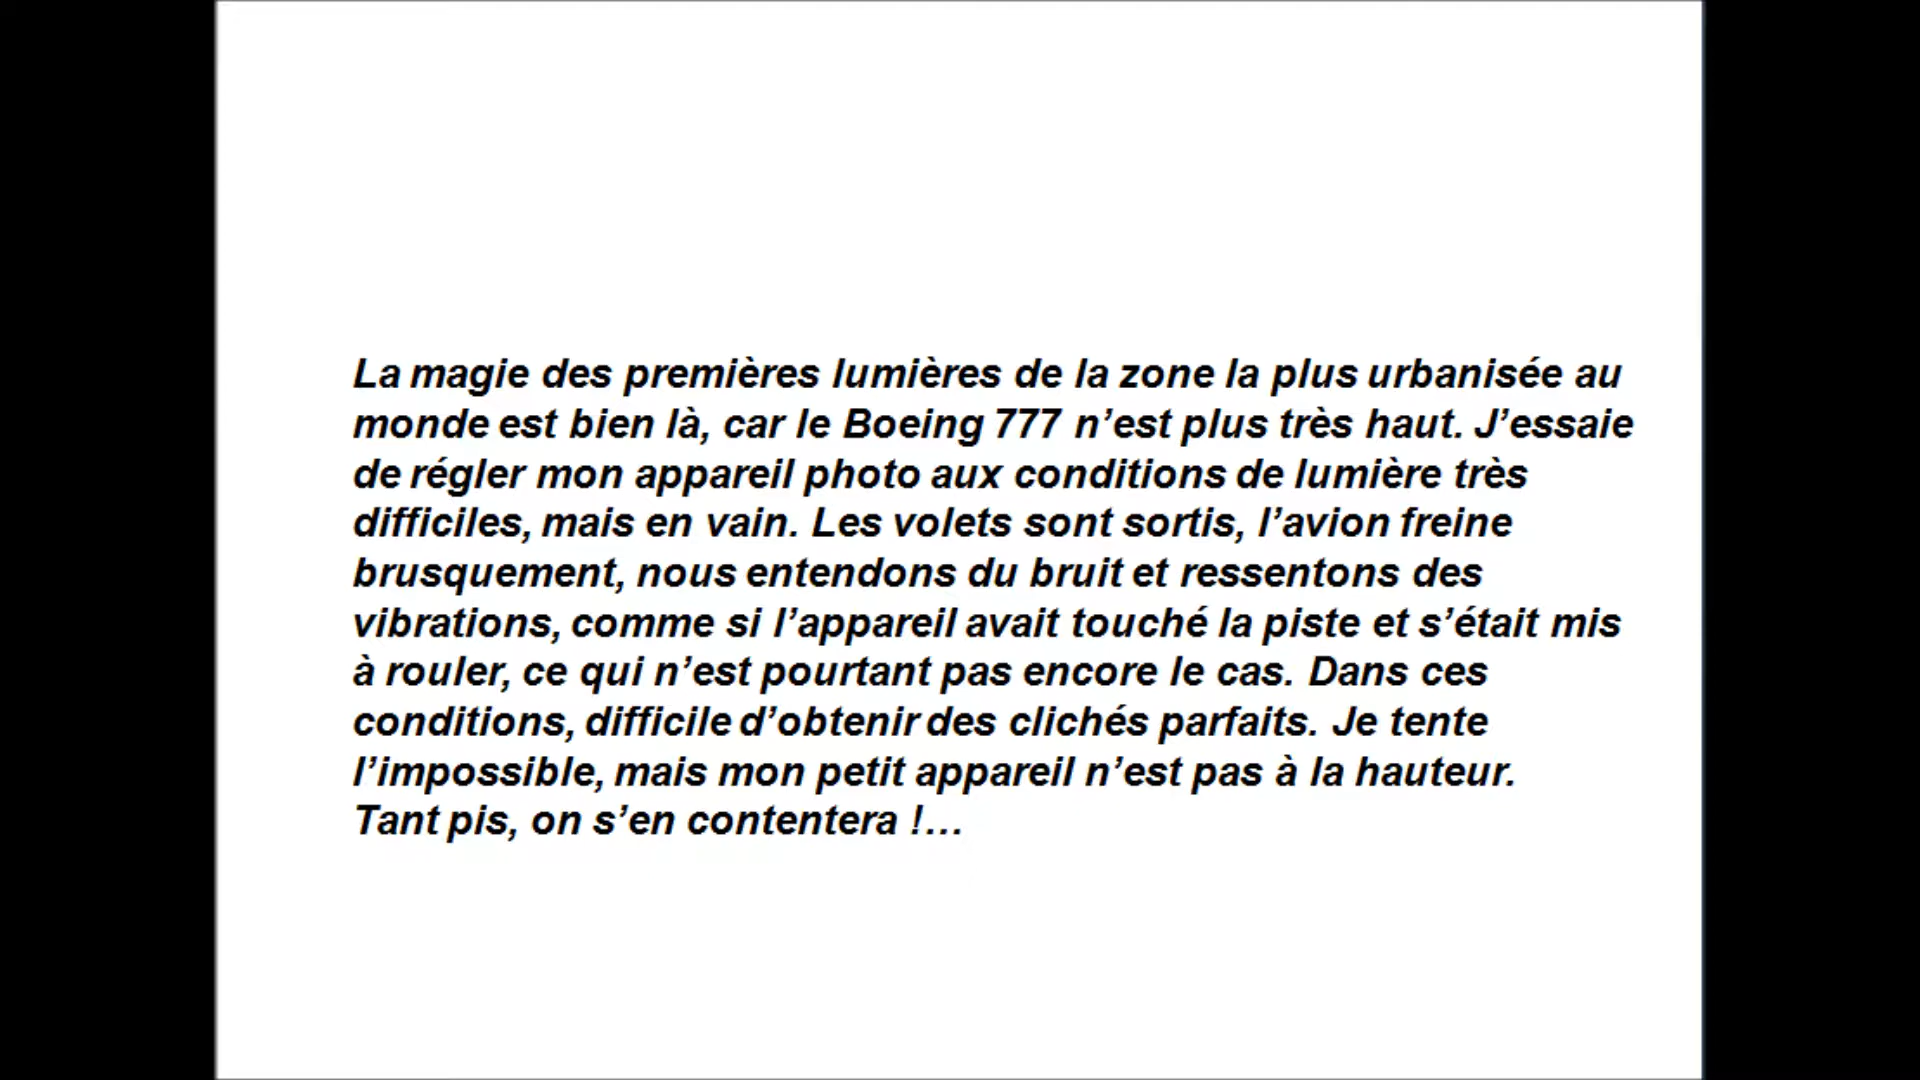 La magie des premières lumières de la zone la plus urbanisée au
monde est bien là, car le Boeing 777 n’est plus très haut. J’essaie
de régler mon appareil photo aux conditions de lumière très
difficiles, mais en vain. Les volets sont sortis, l’avion freine
brusquement, nous entendons du bruit et ressentons des
vibrations, comme si l’appareil avait touché la piste et s’était mis
à rouler, ce qui n’est pourtant pas encore le cas. Dans ces
conditions, difficile d’obtenir des clichés parfaits. Je tente
l’impossible, mais mon petit appareil n’est pas à la hauteur.
Tant pis, on s’en contentera !…